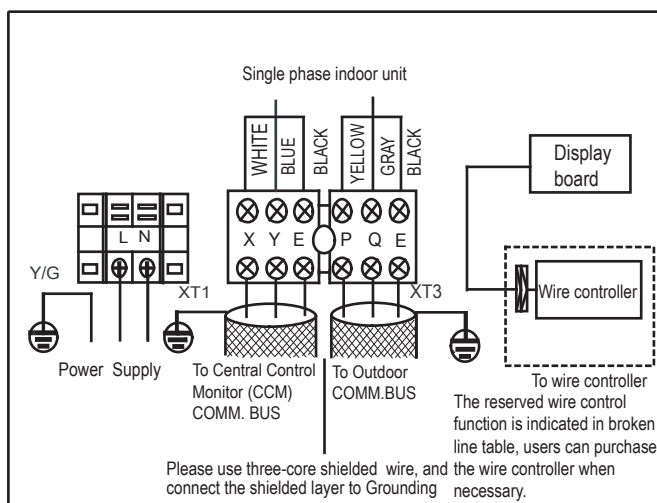 Single phase indoor unit
WHITE
BLUE
BLACK
YELLOW
GRAY
BLACK
Display
board
L N
X Y E P Q E
Y/G
XT1
XT3
Wire controller
Power Supply
To Central Control
Monitor (CCM)
COMM. BUS
To Outdoor
COMM.BUS
To wire controller
The reserved wire control
function is indicated in broken
line table, users can purchase
the wire controller when
necessary.
Please use three-core shielded wire, and
connect the shielded layer to Grounding